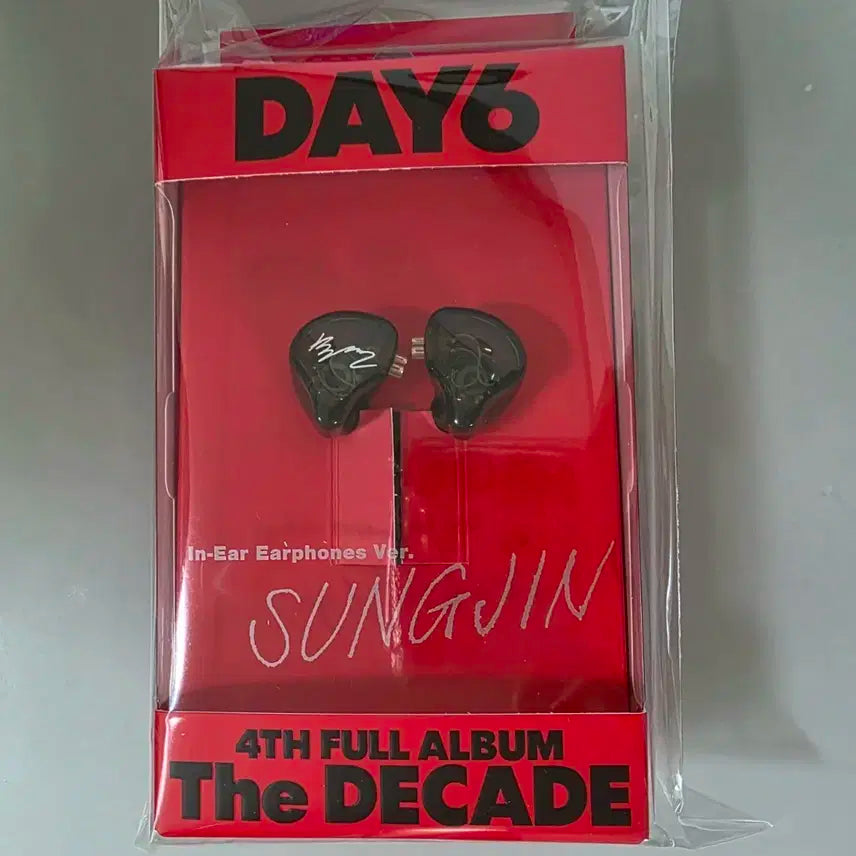 DAY6
In-Ear Earphones Ver.
SUNGJIN
4TH FULL ALBUM
The DECADE